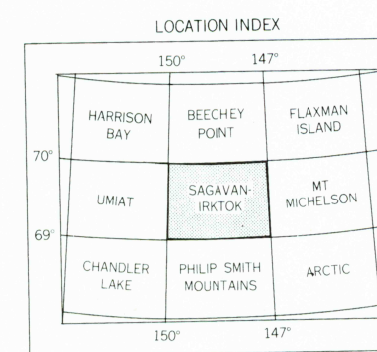 LOCATION INDEX
150° 147°
HARRISON
BAY
BEECHEY
POINT
FLAXMAN
ISLAND
70°
UMIAT
SAGAVAN-
IRKTOK
MT
MICHELSON
69°
CHANDLER
LAKE
PHILIP SMITH
MOUNTAINS
ARCTIC
150° 147°